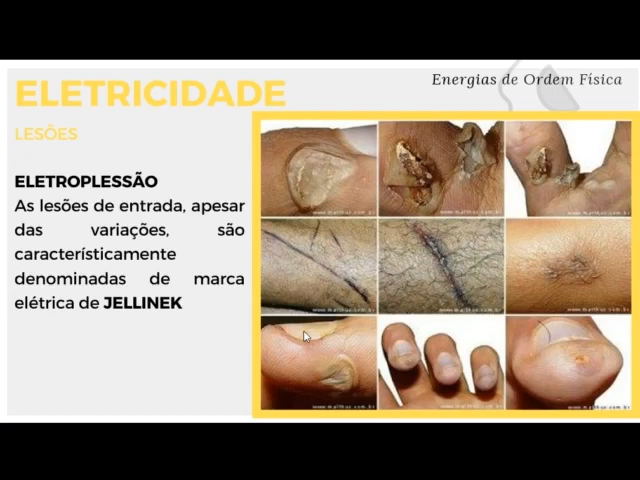 Energias de Ordem Física
ELETRICIDADE
LESÕES
ELETROPLESSÃO
As lesões de entrada, apesar
das variações, são
característicamente
denominadas de marca
elétrica de JELLINEK